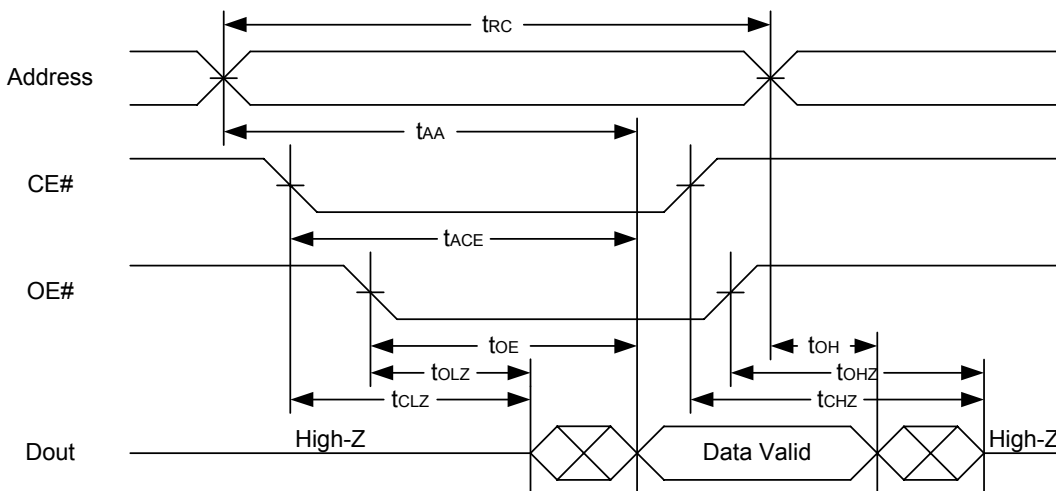 tRC
Address
tAA
CE#
tACE
OE#
tOE
tOH
tOLZ
tOHZ
tCLZ
tCHZ
High-Z
Dout
Data Valid
High-Z